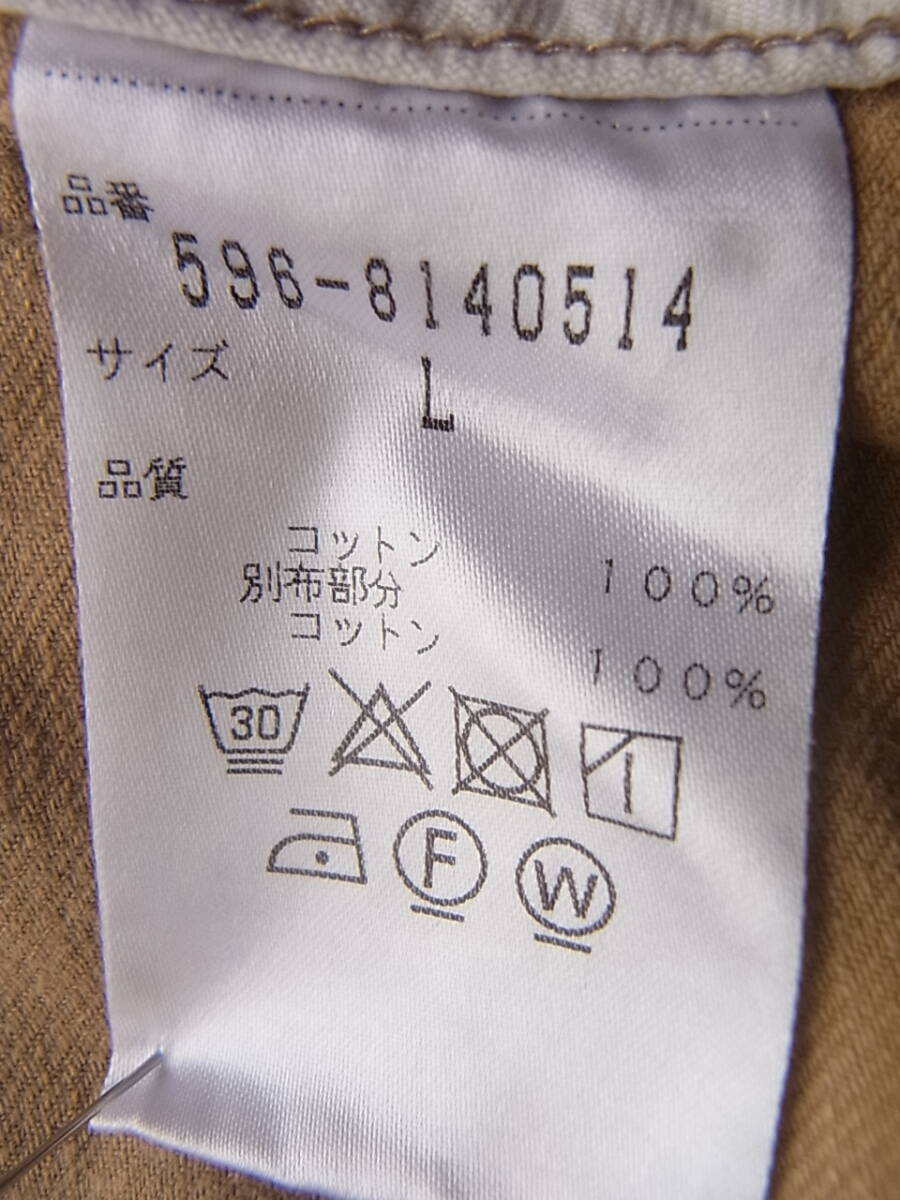 品番
596-8140514
サイズ
L
品質
コットン 100%
別布部分
コットン 100%
30
F
W